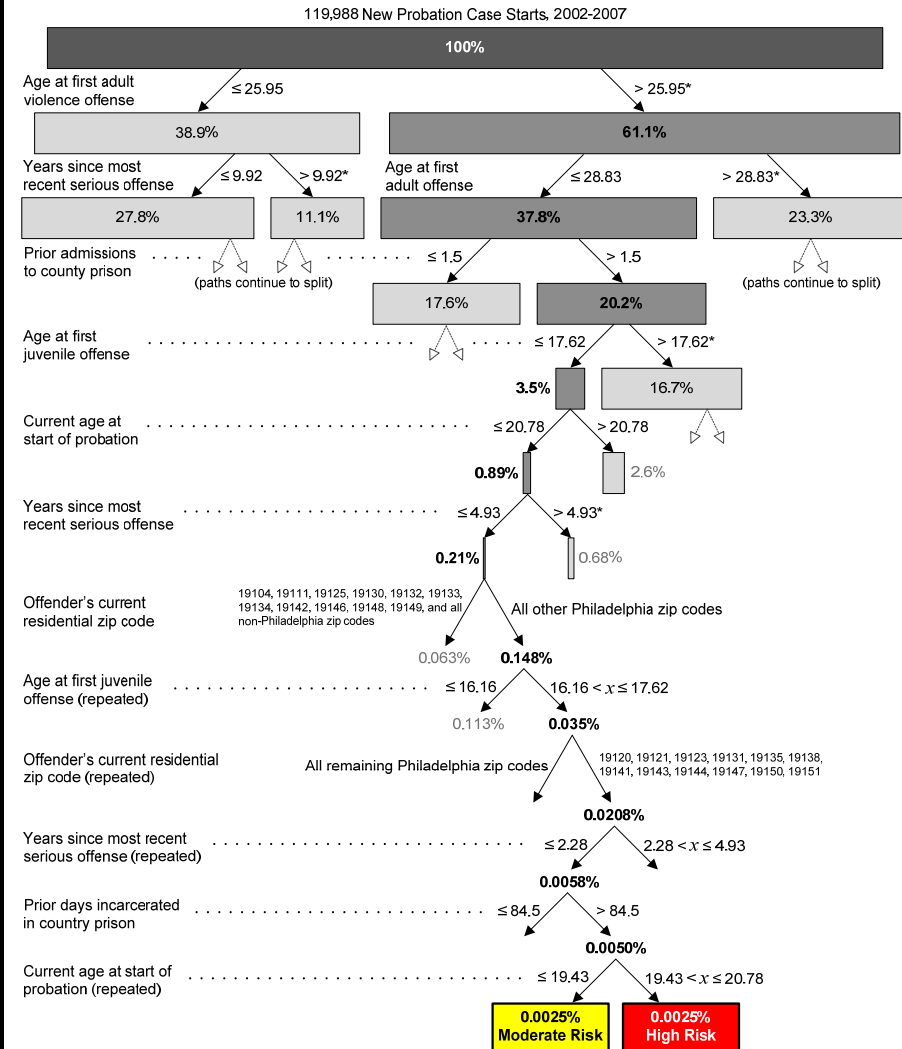 119,988 New Probation Case Starts, 2002-2007
100%
Age at first adult
violence offense
≤ 25.95
> 25.95*
38.9%
61.1%
Years since most
recent serious offense
≤ 9.92
> 9.92*
Age at first
adult offense
≤ 28.83
> 28.83*
27.8%
11.1%
37.8%
23.3%
Prior admissions
to county prison
≤ 1.5
> 1.5
(paths continue to split)
(paths continue to split)
17.6%
20.2%
Age at first
juvenile offense
≤ 17.62
> 17.62*
3.5%
16.7%
Current age at
start of probation
≤ 20.78
> 20.78
0.89%
2.6%
Years since most
recent serious offense
≤ 4.93
> 4.93*
0.21%
0.68%
Offender's current
residential zip code
19104, 19111, 19125, 19130, 19132, 19133,
19134, 19142, 19146, 19148, 19149, and all
non-Philadelphia zip codes
All other Philadelphia zip codes
0.063%
0.148%
Age at first juvenile
offense (repeated)
≤ 16.16
16.16 < x ≤ 17.62
0.113%
0.035%
Offender's current residential
zip code (repeated)
All remaining Philadelphia zip codes
19120, 19121, 19123, 19131, 19135, 19138,
19141, 19143, 19144, 19147, 19150, 19151
0.0208%
Years since most recent
serious offense (repeated)
≤ 2.28
2.28 < x ≤ 4.93
0.0058%
Prior days incarcerated
in country prison
≤ 84.5
> 84.5
0.0050%
Current age at start of
probation (repeated)
≤ 19.43
19.43 < x ≤ 20.78
0.0025%
Moderate Risk
0.0025%
High Risk